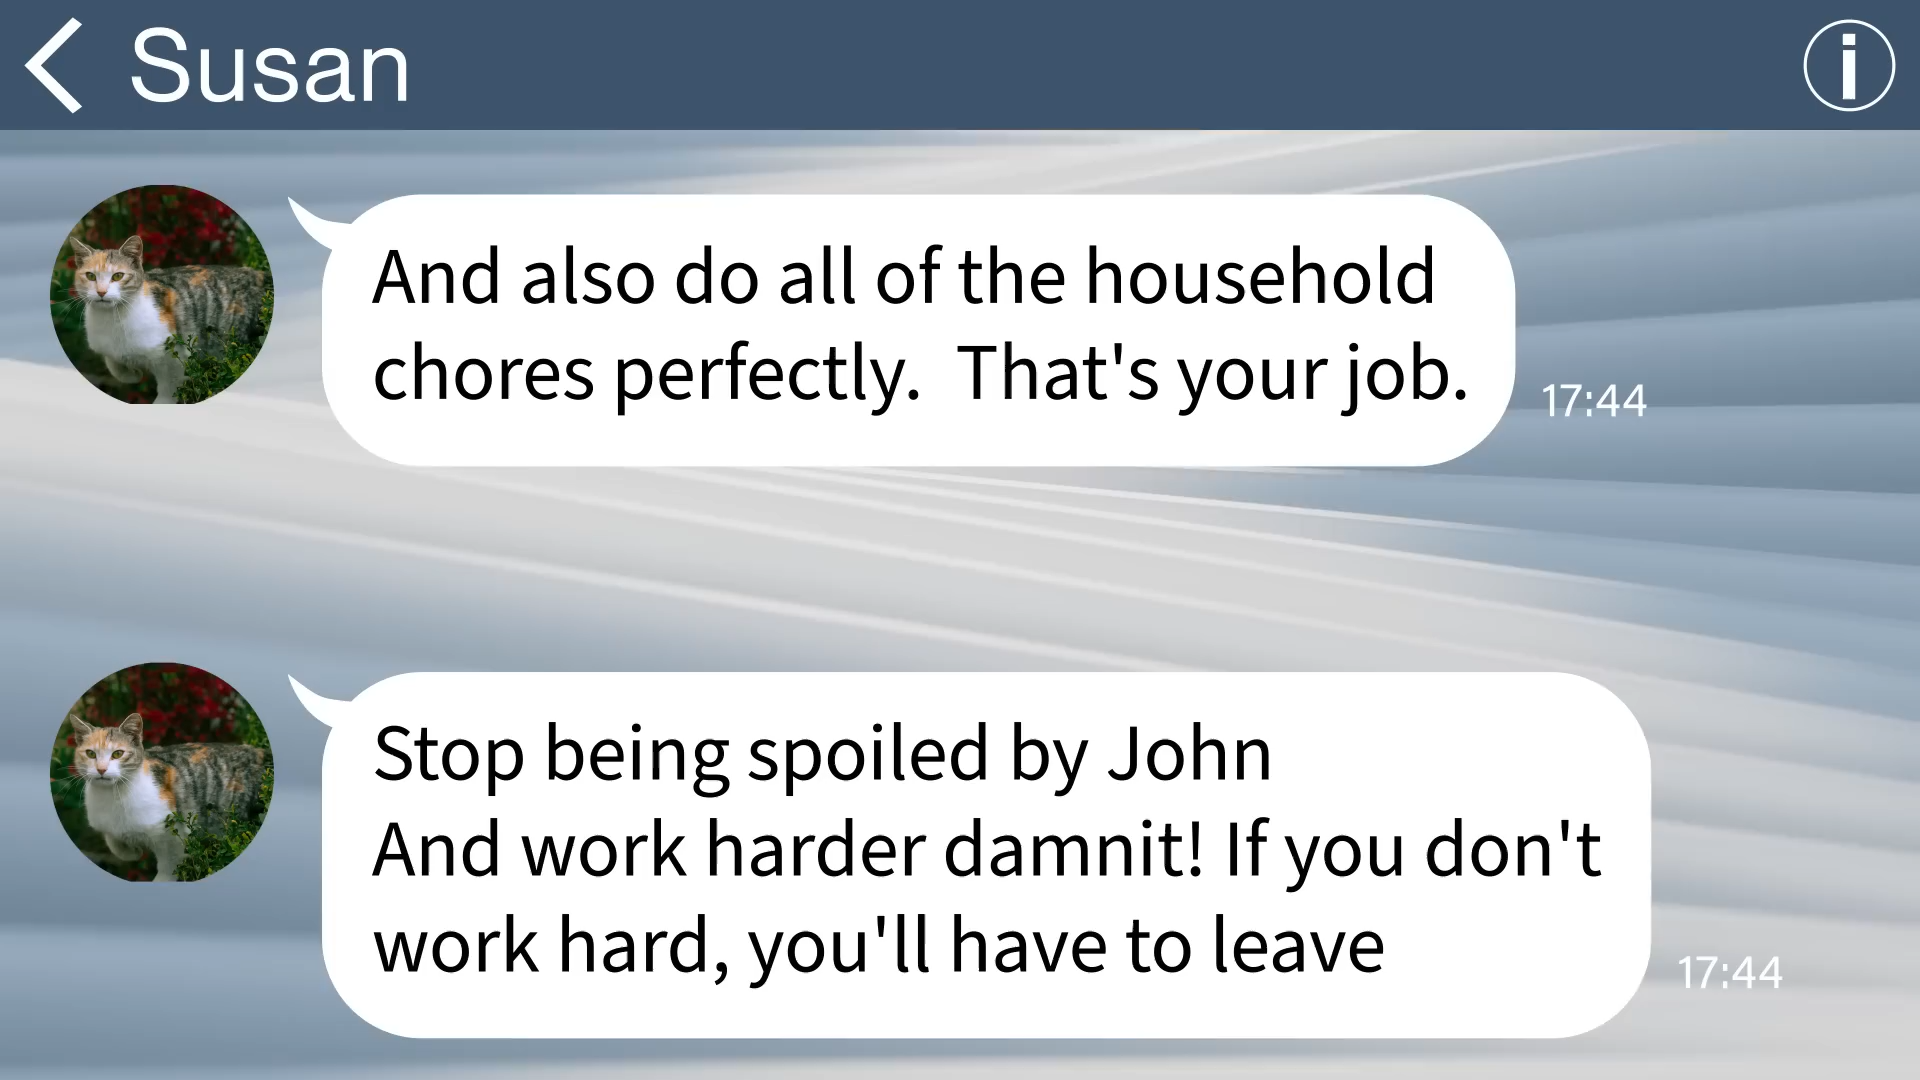 Susan
And also do all of the household
chores perfectly.  That's your job.
17:44
Stop being spoiled by John
And work harder damnit! If you don't
work hard, you'll have to leave
17:44